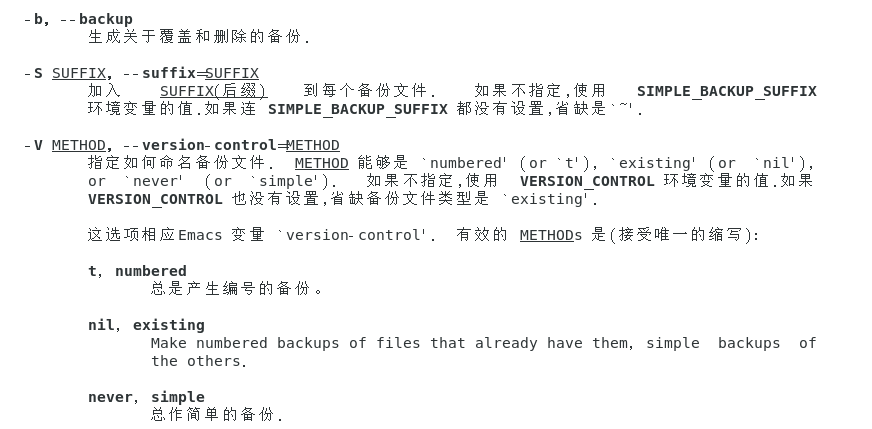 -b, --backup
生成关于覆盖和删除的备份.
-S SUFFIX, --suffix=SUFFIX
加入 SUFFIX(后缀) 到每个备份文件. 如果不指定,使用 SIMPLE_BACKUP_SUFFIX
环境变量的值.如果连 SIMPLE_BACKUP_SUFFIX 都没有设置,省缺是`~'.
-V METHOD, --version-control=METHOD
指定如何命名备份文件. METHOD 能够是 `numbered' (or `t'), `existing' (or `nil'),
or `never' (or `simple'). 如果不指定,使用 VERSION_CONTROL 环境变量的值.如果
VERSION_CONTROL 也没有设置,省缺备份文件类型是 `existing'.
这选项相应Emacs 变量 `version-control'. 有效的 METHODs 是(接受唯一的缩写):
t, numbered
总是产生编号的备份。
nil, existing
Make numbered backups of files that already have them, simple backups of
the others.
never, simple
总作简单的备份.